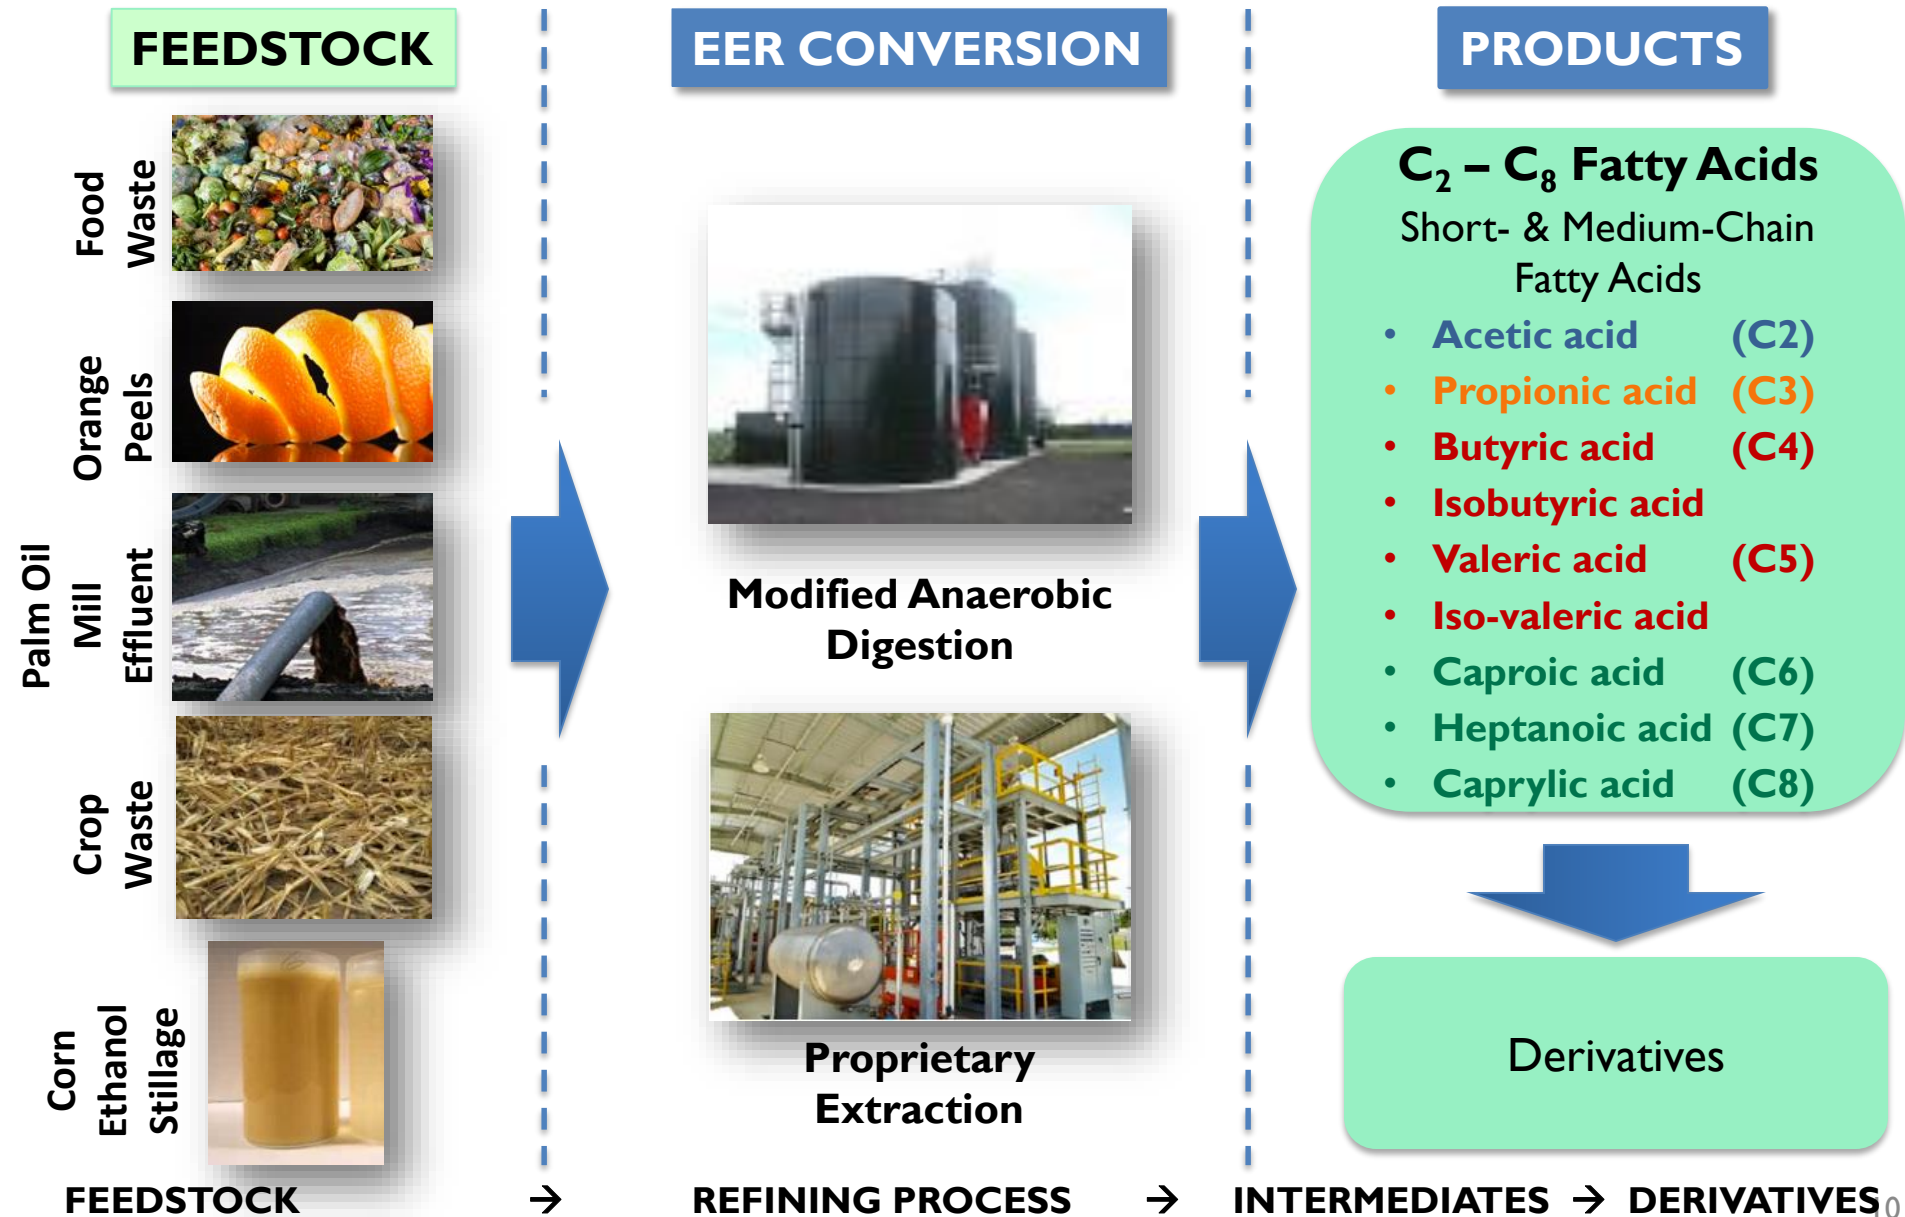 FEEDSTOCK
EER CONVERSION
PRODUCTS
Food
Waste
Orange
Peels
Palm Oil
Mill
Effluent
Crop
Waste
Corn
Ethanol
Stillage
Modified Anaerobic
Digestion
Proprietary
Extraction
C₂ – C₈ Fatty Acids
Short- & Medium-Chain
Fatty Acids
• Acetic acid (C2)
• Propionic acid (C3)
• Butyric acid (C4)
• Isobutyric acid
• Valeric acid (C5)
• Iso-valeric acid
• Caproic acid (C6)
• Heptanoic acid (C7)
• Caprylic acid (C8)
Derivatives
FEEDSTOCK → REFINING PROCESS → INTERMEDIATES → DERIVATIVES
10